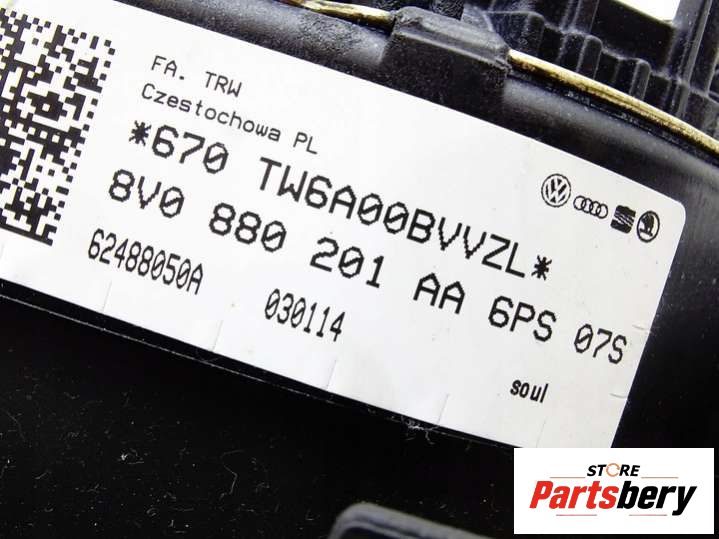 FA. TRW
Czestochowa PL
*670 TW6A00BVVZL*
8V0 880 201 AA 6PS 07S
62488050A 030114
soul
STORE
Partsbery